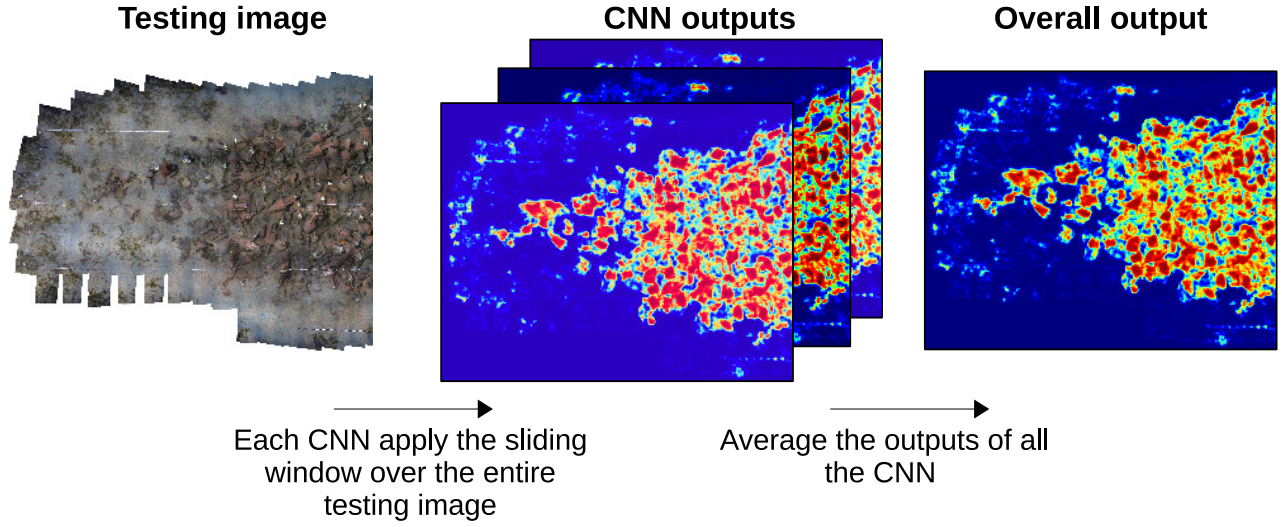 Testing image
CNN outputs
Overall output
Each CNN apply the sliding
window over the entire
testing image
Average the outputs of all
the CNN